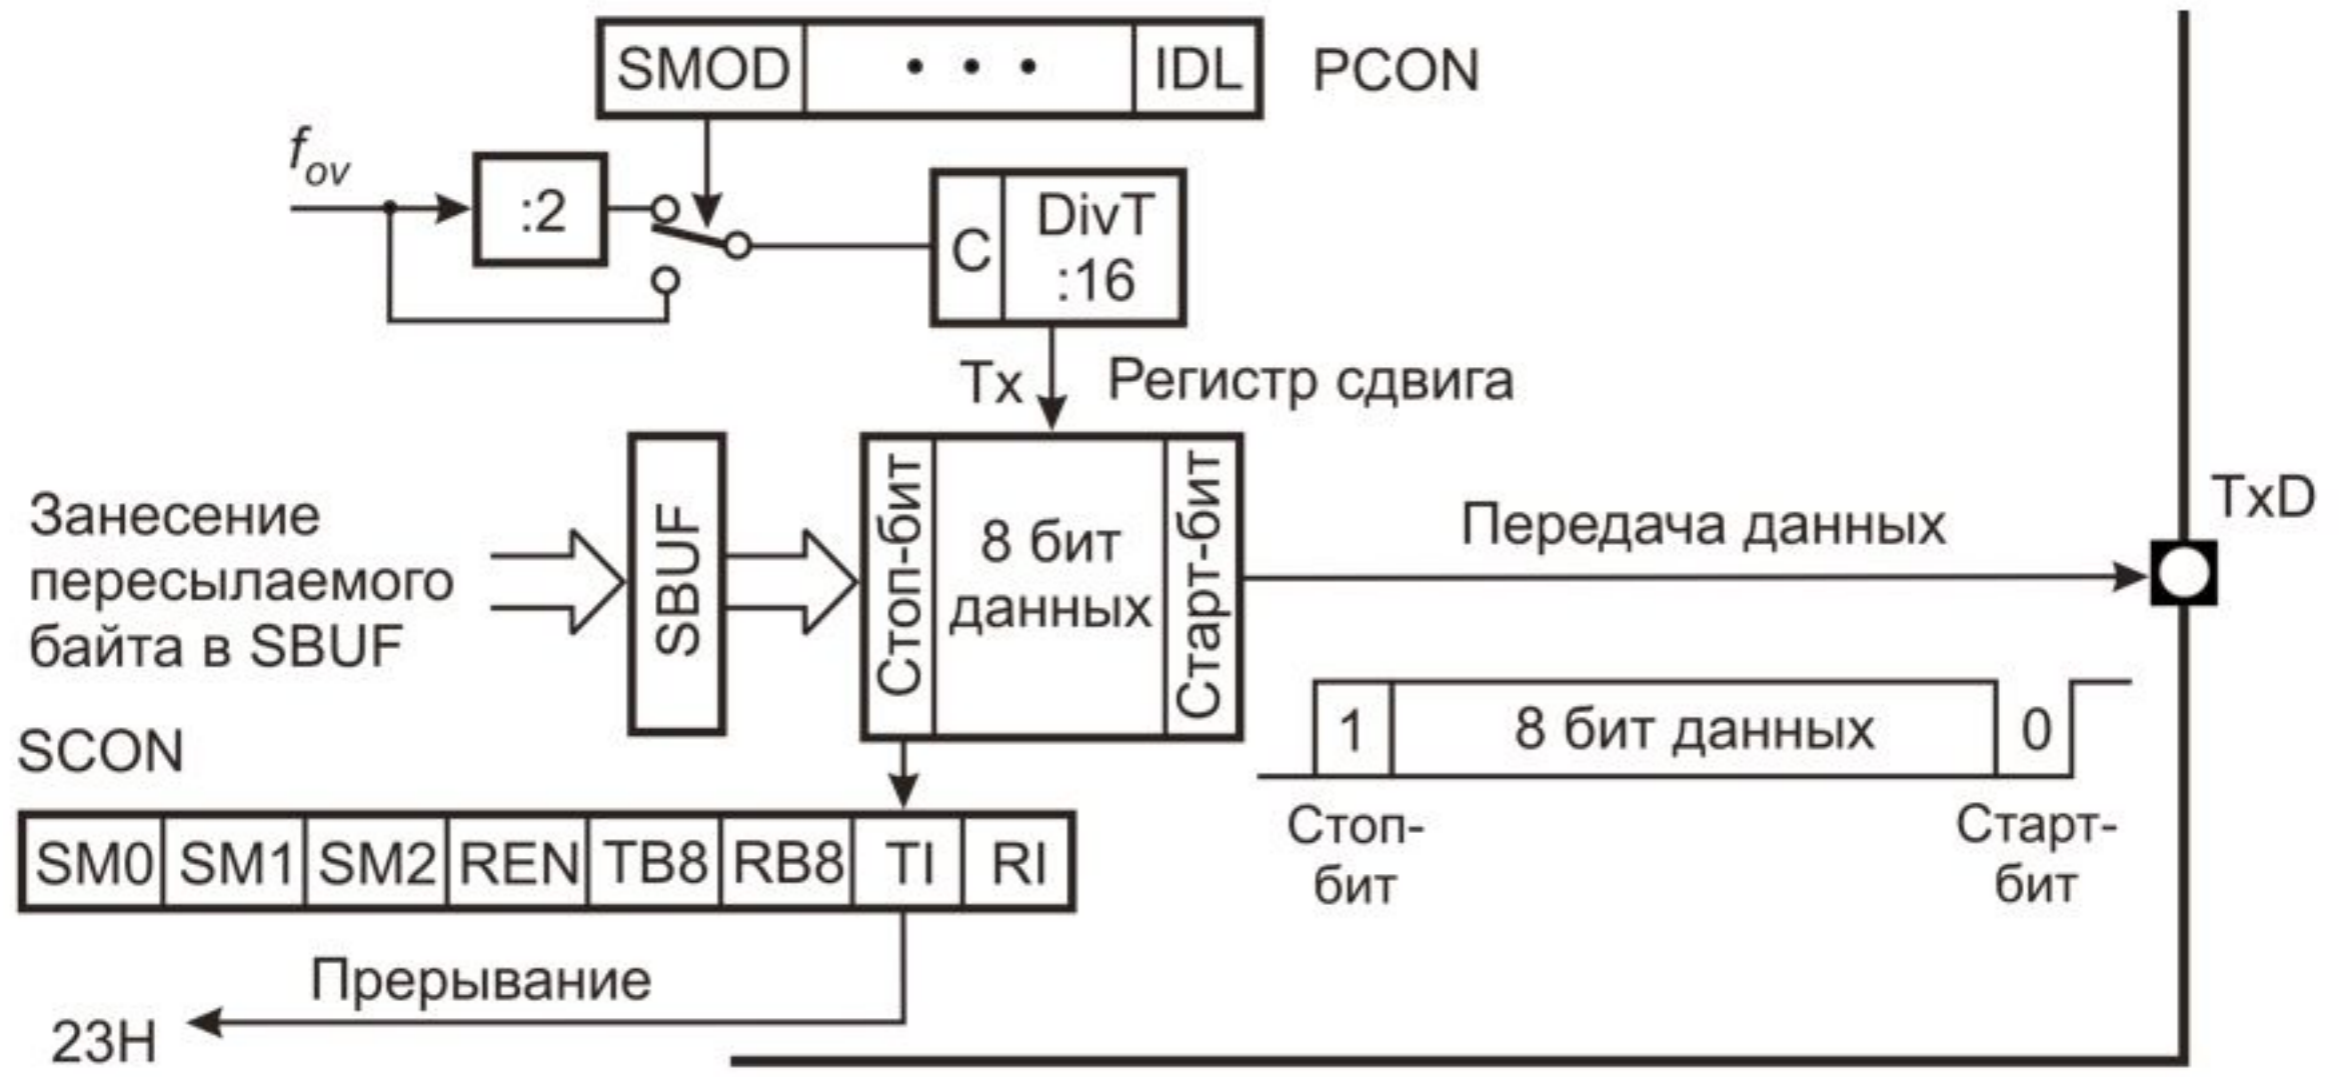 SMOD • • • IDL PCON
fov
:2
C DivT
:16
Tx Регистр сдвига
Занесение
пересылаемого
байта в SBUF
SBUF
Стоп-бит
8 бит
данных
Старт-бит
Передача данных
TxD
1 8 бит данных 0
Стоп-
бит
Старт-
бит
SCON
SM0 SM1 SM2 REN TB8 RB8 TI RI
Прерывание
23H